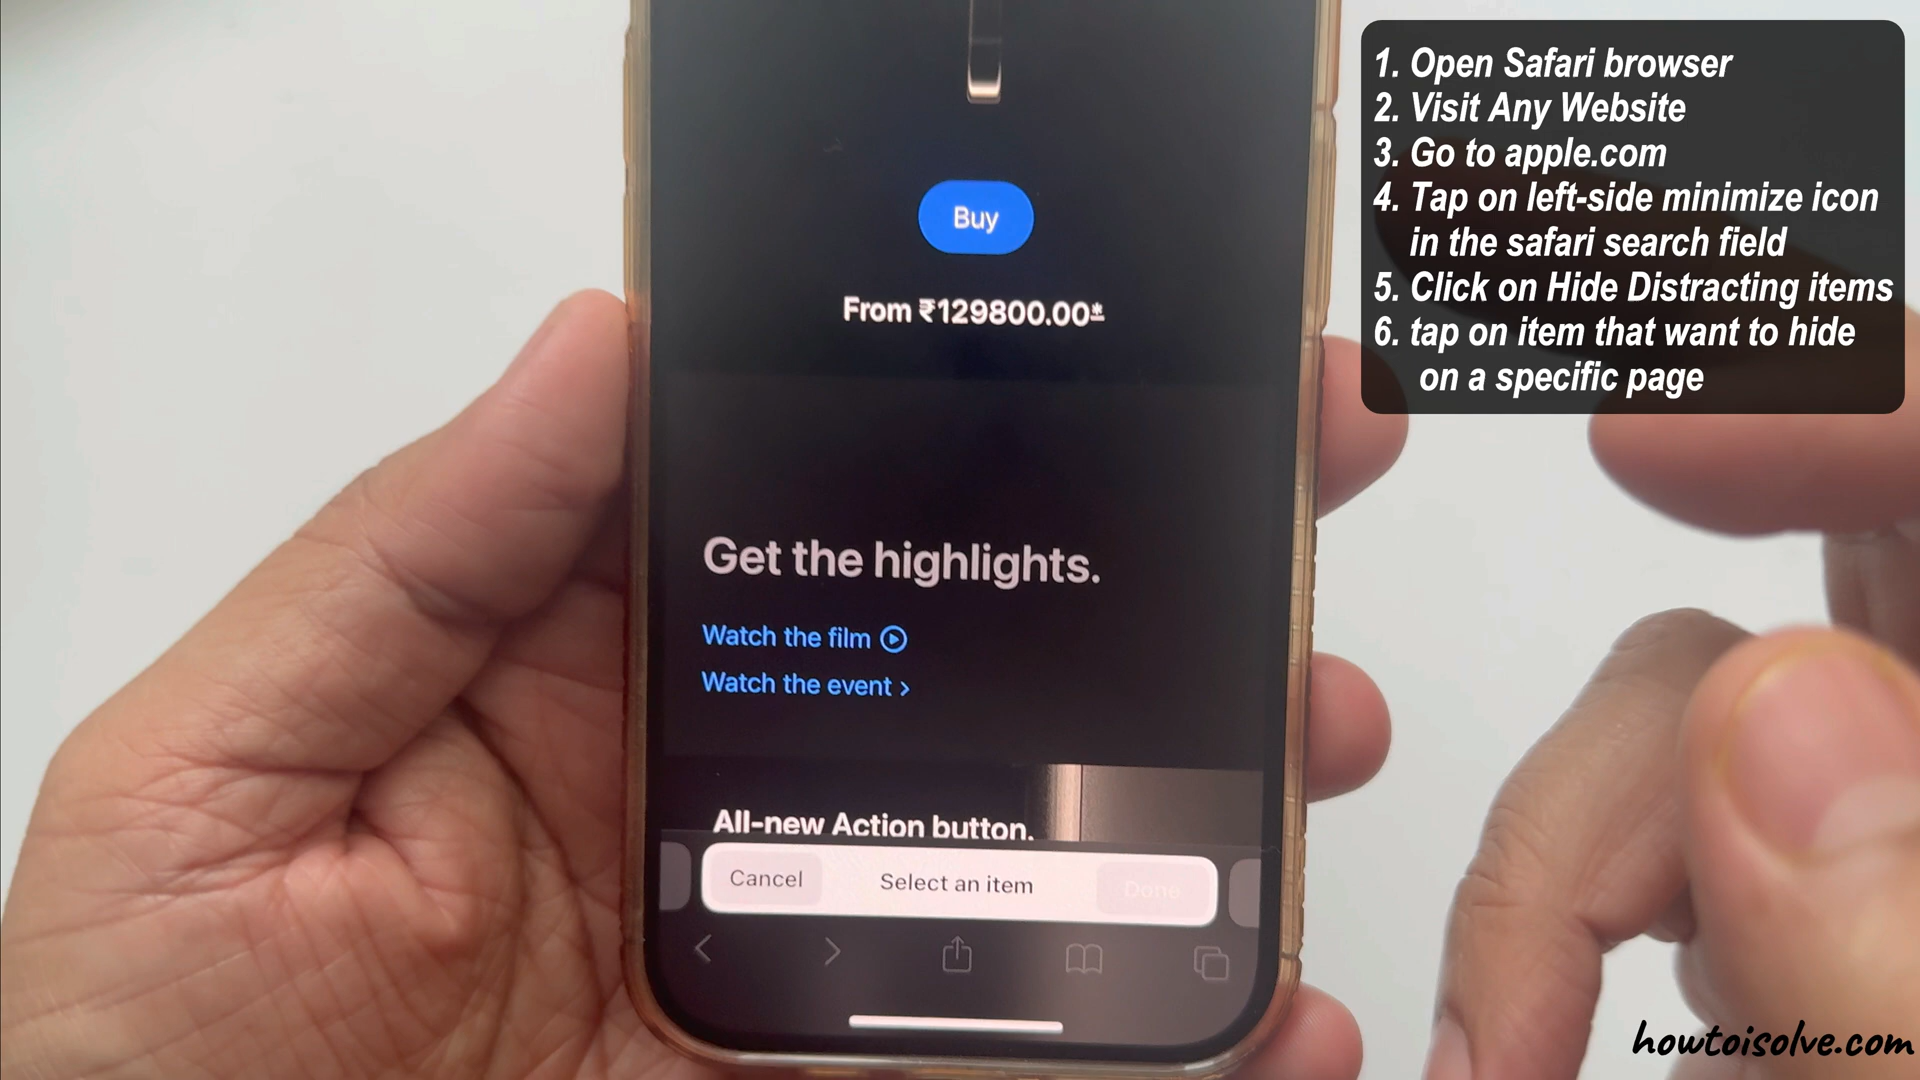 1. Open Safari browser
2. Visit Any Website
3. Go to apple.com
4. Tap on left-side minimize icon
in the safari search field
5. Click on Hide Distracting items
6. tap on item that want to hide
on a specific page
Buy
From ₹129800.00*
Get the highlights.
Watch the film
Watch the event >
All-new Action button.
Cancel Select an item Done
howtoisolve.com